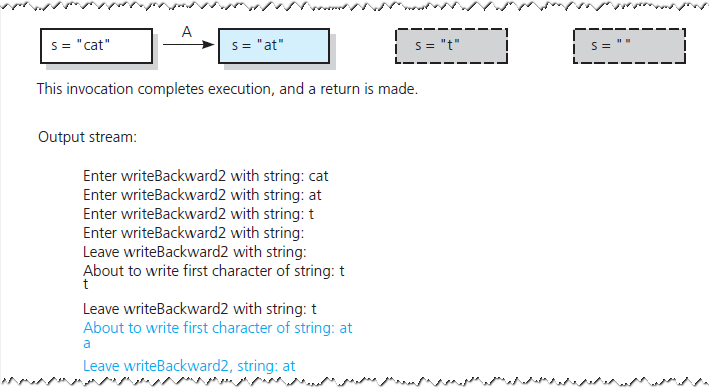 A
s = "cat"
s = "at"
s = "t"
s = ""
This invocation completes execution, and a return is made.
Output stream:
Enter writeBackward2 with string: cat
Enter writeBackward2 with string: at
Enter writeBackward2 with string: t
Enter writeBackward2 with string:
Leave writeBackward2 with string:
About to write first character of string: t
t
Leave writeBackward2 with string: t
About to write first character of string: at
a
Leave writeBackward2, string: at